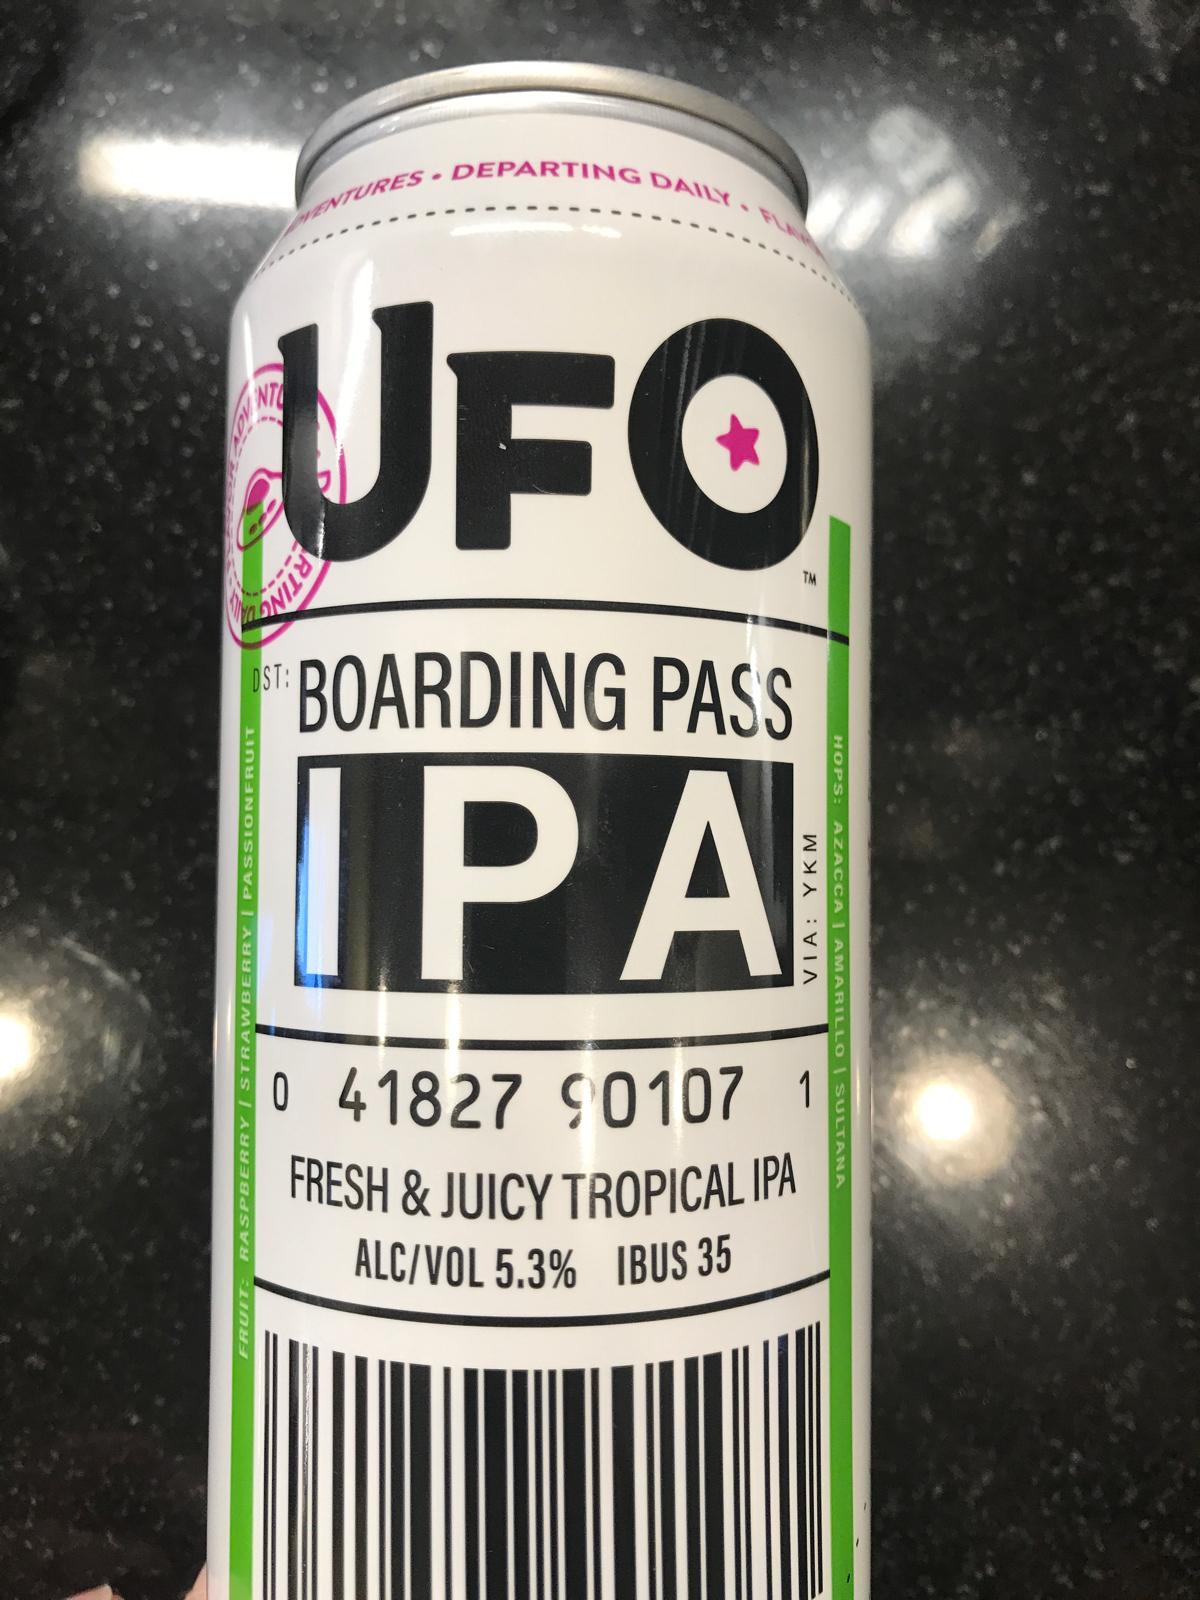 DVENTURES • DEPARTING DAILY • FLAV
UFO
TM
DST: BOARDING PASS
IPA
VIA: YKM
0 41827 90107 1
FRESH & JUICY TROPICAL IPA
ALC/VOL 5.3% IBUS 35
FRUIT: RASPBERRY | STRAWBERRY | PASSIONFRUIT
HOPS: AZACCA | AMARILLO | SULTANA